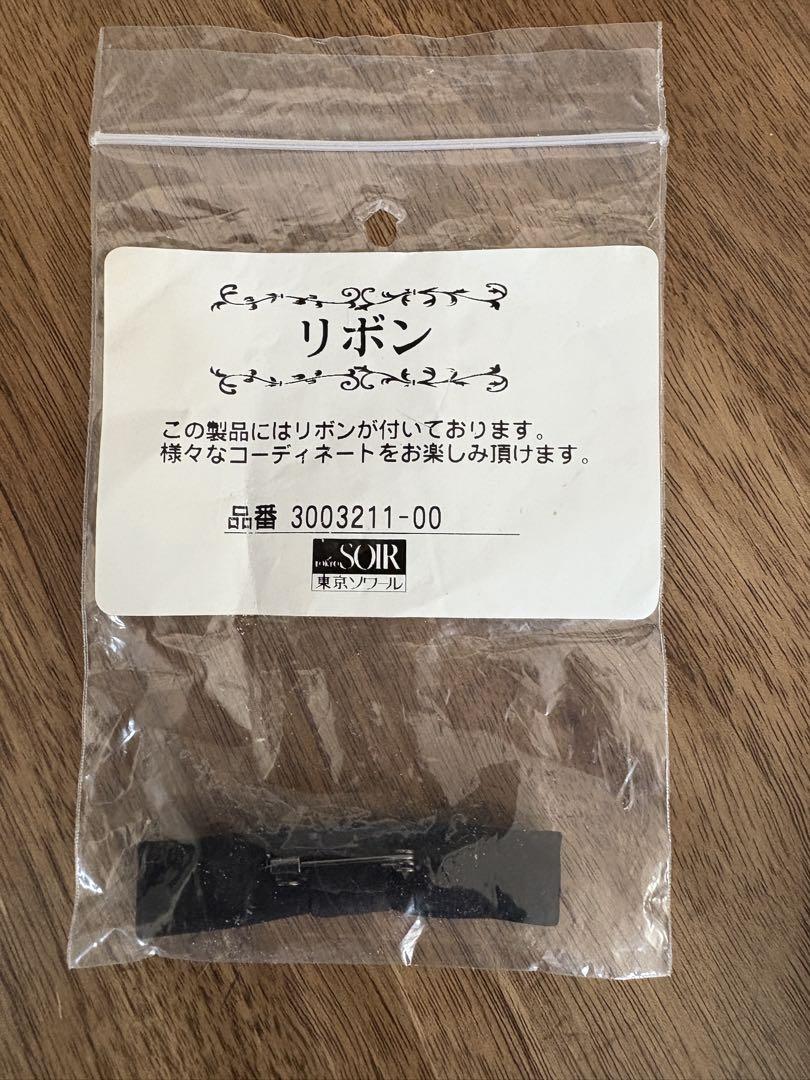 リボン
この製品にはリボンが付いております。
様々なコーディネートをお楽しみ頂けます。
品番 3003211-00
TOKYO SOIR
東京ソワール